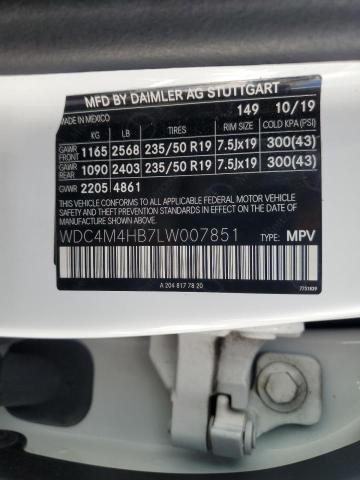 MFD BY DAIMLER AG STUTTGART
MADE IN MEXICO 149 10/19
KG LB TIRES RIM SIZE COLD KPA (PSI)
GAWR FRONT 1165 2568 235/50 R19 7.5Jx19 300(43)
GAWR REAR 1090 2403 235/50 R19 7.5Jx19 300(43)
GVWR 2205 4861
THIS VEHICLE CONFORMS TO ALL APPLICABLE FEDERAL MOTOR VEHICLE
SAFETY AND THEFT PREVENTION STANDARDS IN EFFECT ON THE
DATE OF MANUFACTURE SHOWN ABOVE.
WDC4M4HB7LW007851 TYPE: MPV
A 204 817 78 20 7751839